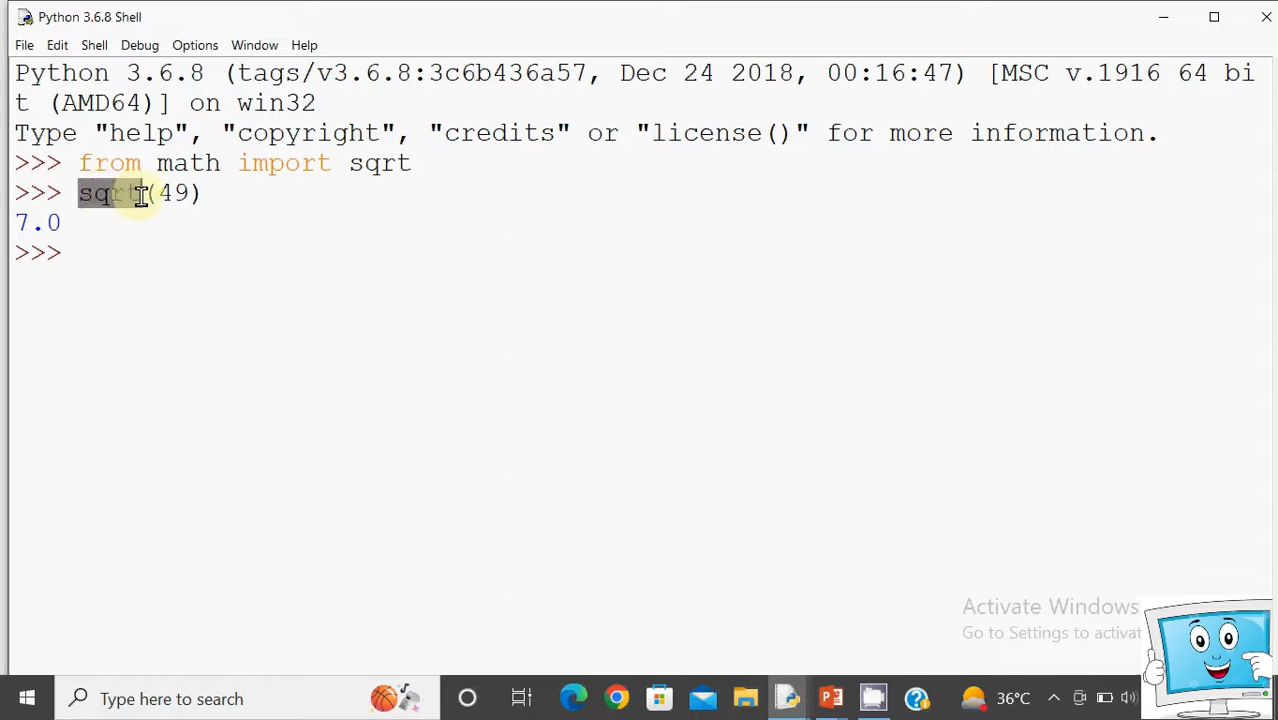 Python 3.6.8 Shell
File Edit Shell Debug Options Window Help
Python 3.6.8 (tags/v3.6.8:3c6b436a57, Dec 24 2018, 00:16:47) [MSC v.1916 64 bi
t (AMD64)] on win32
Type "help", "copyright", "credits" or "license()" for more information.
>>> from math import sqrt
>>> sqrt(49)
7.0
>>>
Activate Windows
Go to Settings to activat
Type here to search
36°C